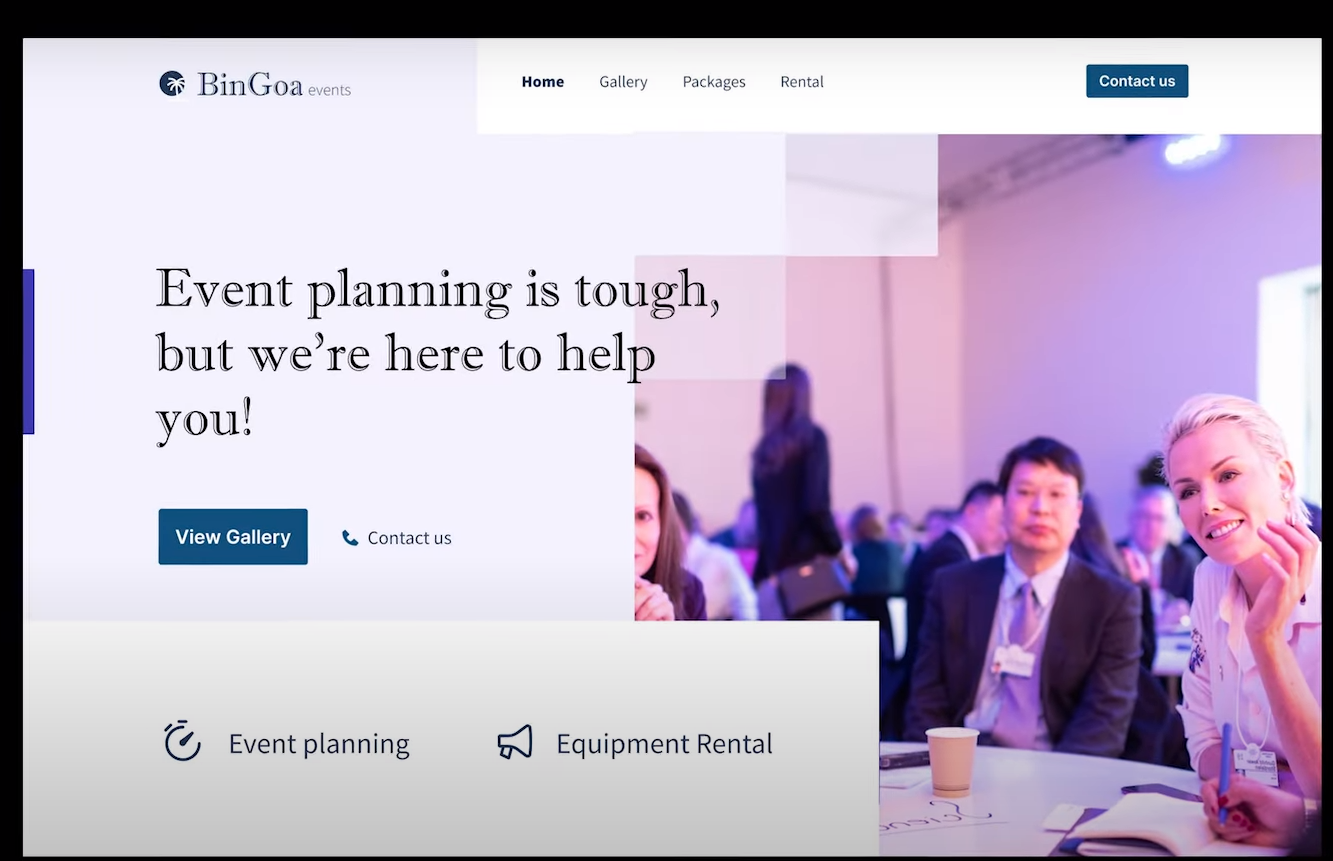 BinGoa events
Home Gallery Packages Rental
Contact us
Event planning is tough,
but we’re here to help
you!
View Gallery
Contact us
Event planning
Equipment Rental